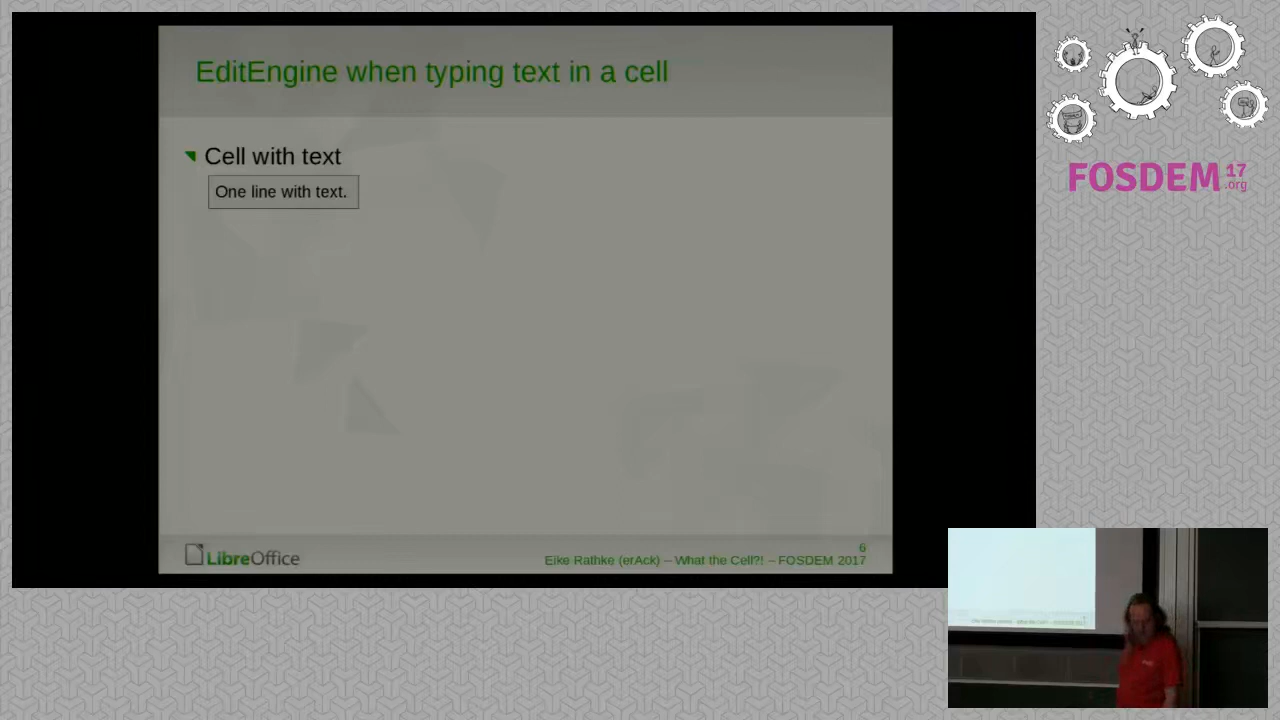 EditEngine when typing text in a cell
Cell with text
One line with text.
LibreOffice
6
Eike Rathke (erAck) – What the Cell?! – FOSDEM 2017
FOSDEM 17
.org